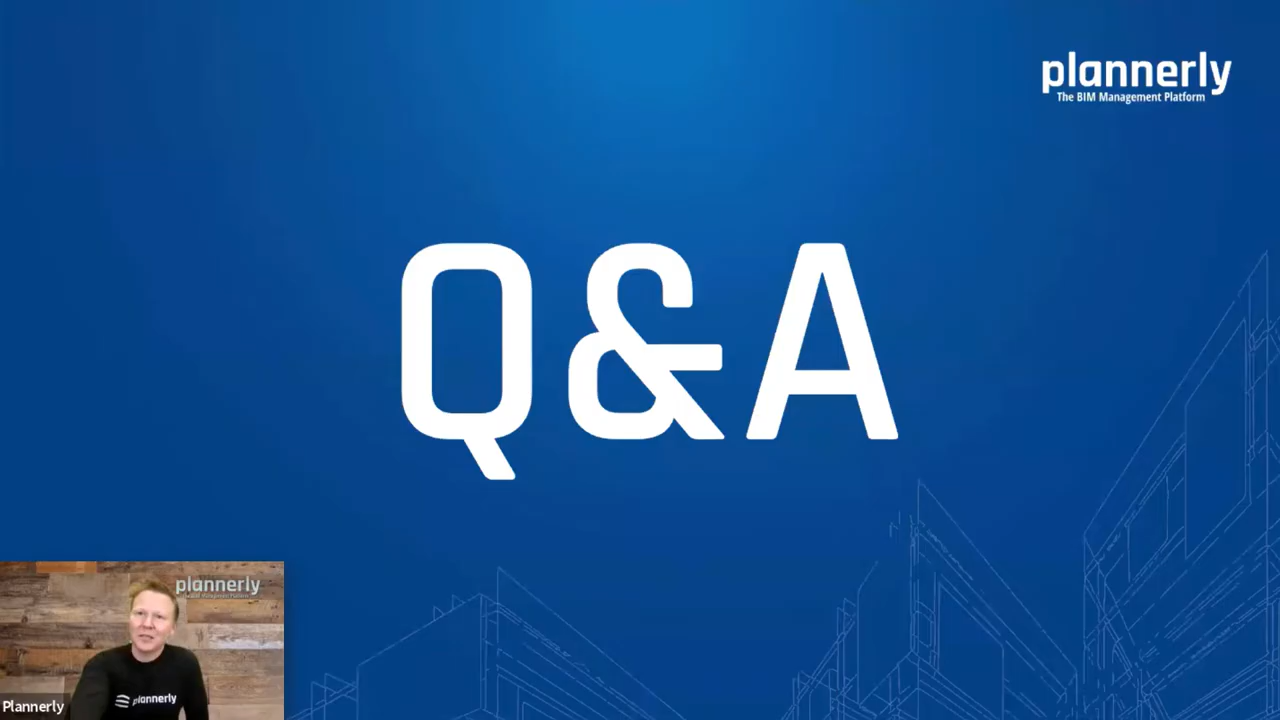 plannerly
The BIM Management Platform
Q&A
plannerly
plannerly
Plannerly